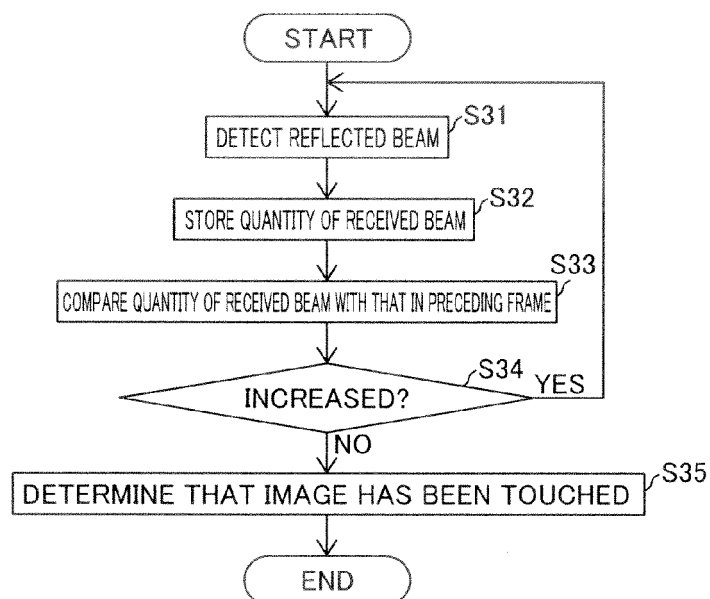 START
DETECT REFLECTED BEAM
S31
STORE QUANTITY OF RECEIVED BEAM
S32
COMPARE QUANTITY OF RECEIVED BEAM WITH THAT IN PRECEDING FRAME
S33
INCREASED?
S34
YES
NO
DETERMINE THAT IMAGE HAS BEEN TOUCHED
S35
END